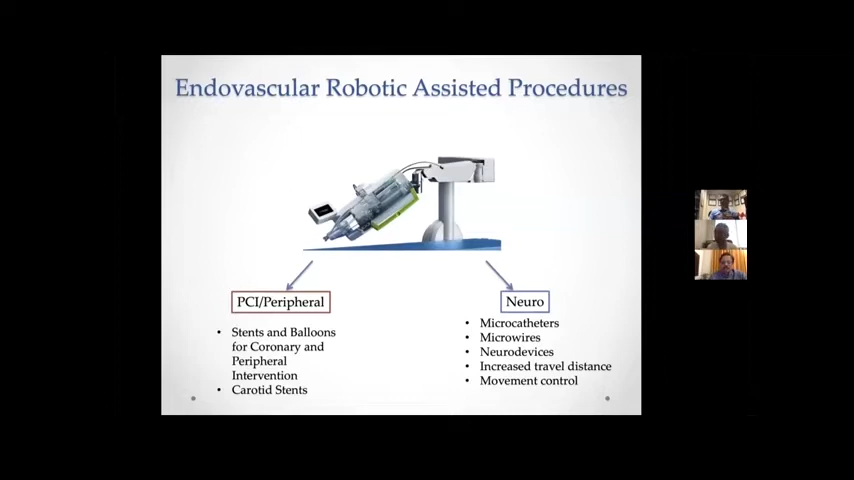 Endovascular Robotic Assisted Procedures
PCI/Peripheral
• Stents and Balloons
for Coronary and
Peripheral
Intervention
• Carotid Stents
Neuro
• Microcatheters
• Microwires
• Neurodevices
• Increased travel distance
• Movement control